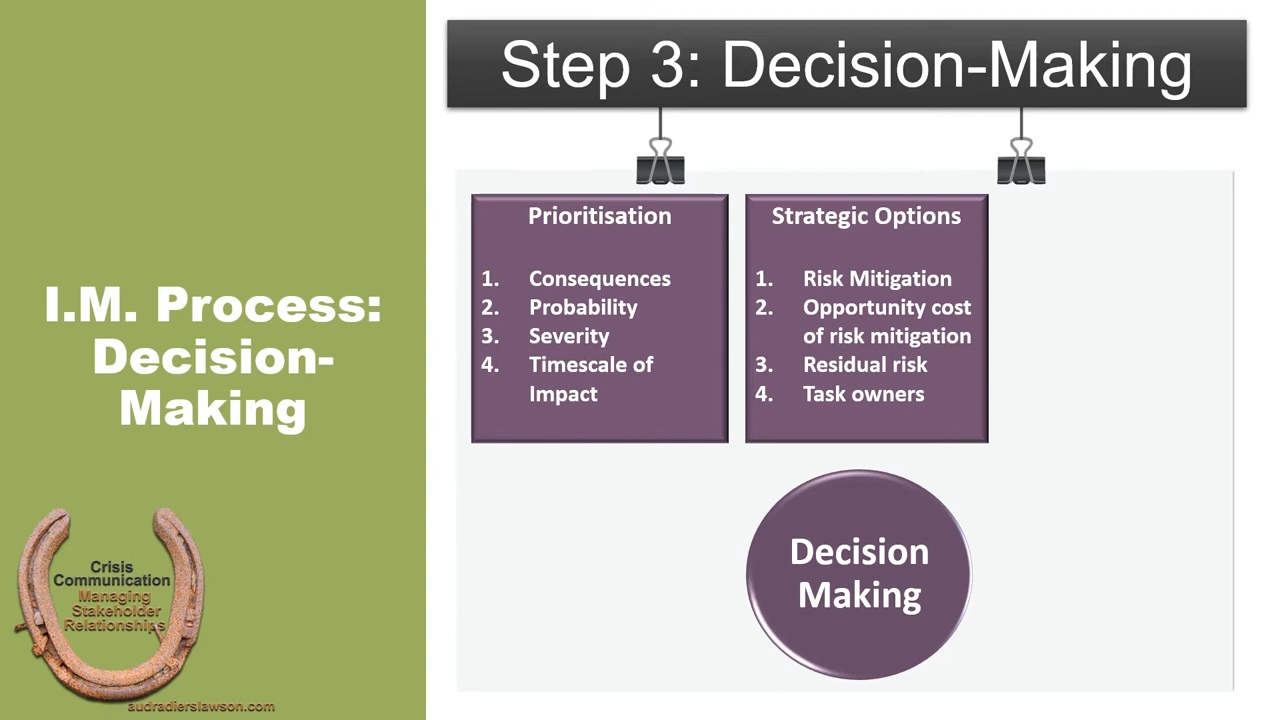 Step 3: Decision-Making
I.M. Process:
Decision-
Making
Prioritisation
1. Consequences
2. Probability
3. Severity
4. Timescale of
Impact
Strategic Options
1. Risk Mitigation
2. Opportunity cost
of risk mitigation
3. Residual risk
4. Task owners
Decision
Making
Crisis
Communication
Managing
Stakeholder
Relationships
audradierslawson.com